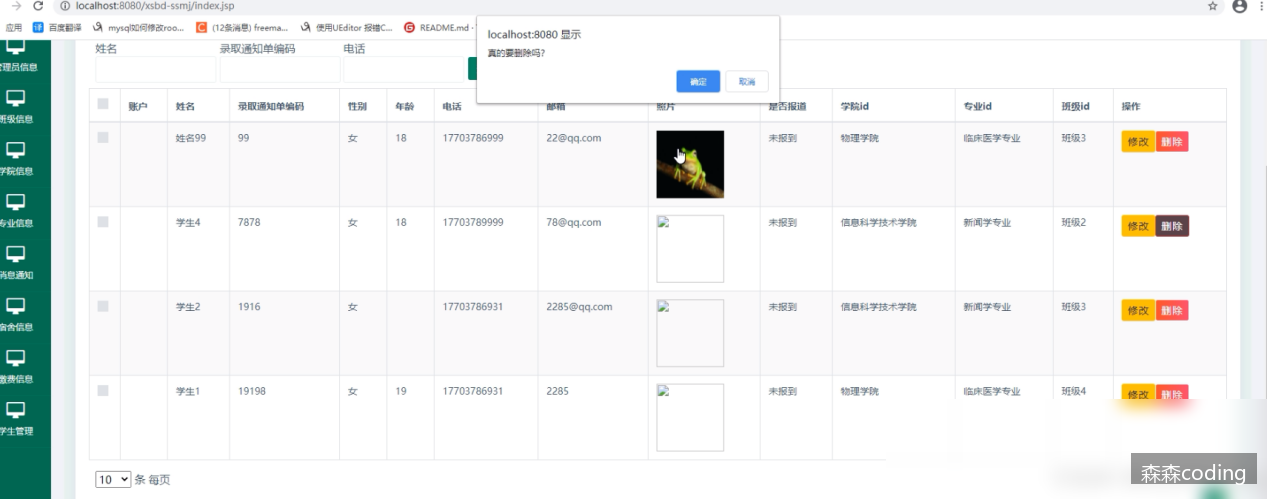 localhost:8080/xsbd-ssmj/index.jsp
应用 译 百度翻译 mysql如何修改roo... C (12条消息) freema... 使用UEditor 报错C... G README.md ·
localhost:8080 显示
真的要删除吗?
确定 取消
管理员信息
班级信息
学院信息
专业信息
消息通知
宿舍信息
缴费信息
学生管理
姓名 录取通知单编码 电话
账户 姓名 录取通知单编码 性别 年龄 电话 邮箱 照片 是否报道 学院id 专业id 班级id 操作
姓名99 99 女 18 17703786999 22@qq.com 未报到 物理学院 临床医学专业 班级3 修改 删除
学生4 7878 女 18 17703789999 78@qq.com 未报到 信息科学技术学院 新闻学专业 班级2 修改 删除
学生2 1916 女 17703786931 2285@qq.com 未报到 信息科学技术学院 新闻学专业 班级3 修改 删除
学生1 19198 女 19 17703786931 2285 未报到 物理学院 临床医学专业 班级4 修改 删除
10 条 每页
森森coding